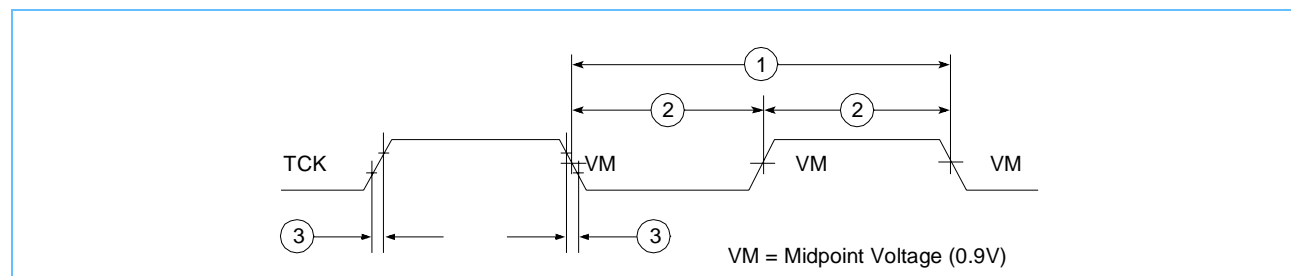 1
2 2
TCK VM VM VM
3 3
VM = Midpoint Voltage (0.9V)